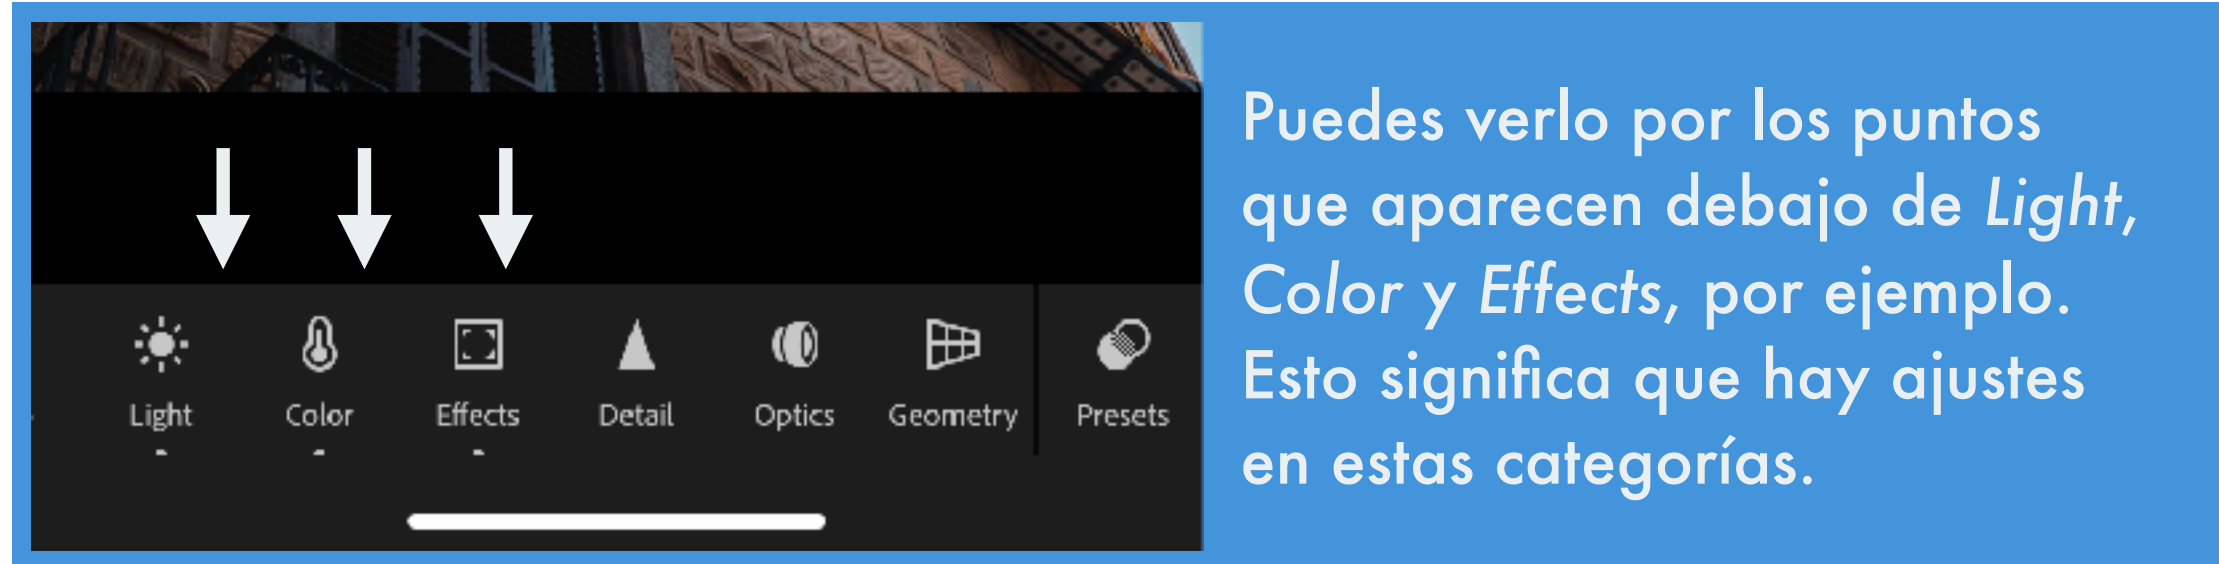 Light Color Effects Detail Optics Geometry Presets
Puedes verlo por los puntos
que aparecen debajo de Light,
Color y Effects, por ejemplo.
Esto significa que hay ajustes
en estas categorías.